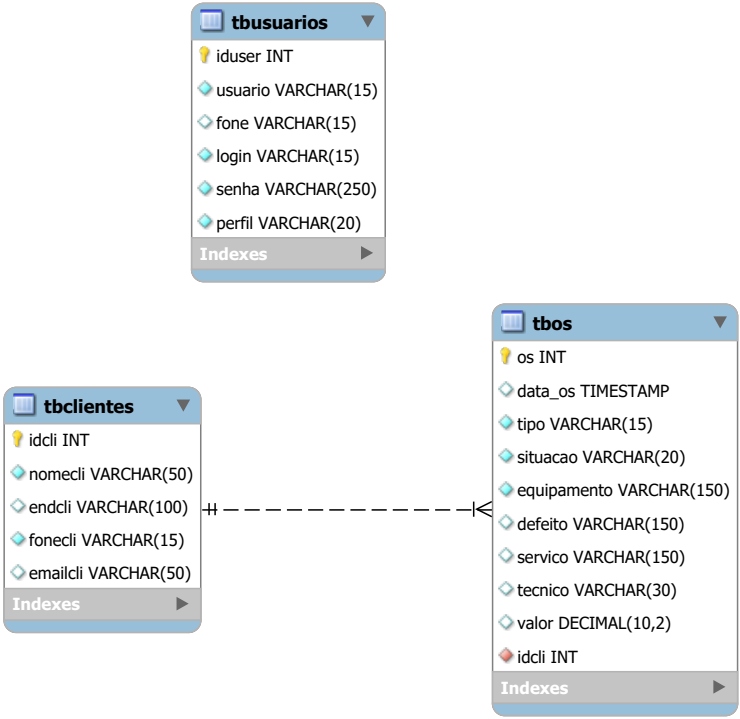 tbusuarios
iduser INT
usuario VARCHAR(15)
fone VARCHAR(15)
login VARCHAR(15)
senha VARCHAR(250)
perfil VARCHAR(20)
Indexes
tbclientes
idcli INT
nomecli VARCHAR(50)
endcli VARCHAR(100)
fonecli VARCHAR(15)
emailcli VARCHAR(50)
Indexes
tbos
os INT
data_os TIMESTAMP
tipo VARCHAR(15)
situacao VARCHAR(20)
equipamento VARCHAR(150)
defeito VARCHAR(150)
servico VARCHAR(150)
tecnico VARCHAR(30)
valor DECIMAL(10,2)
idcli INT
Indexes